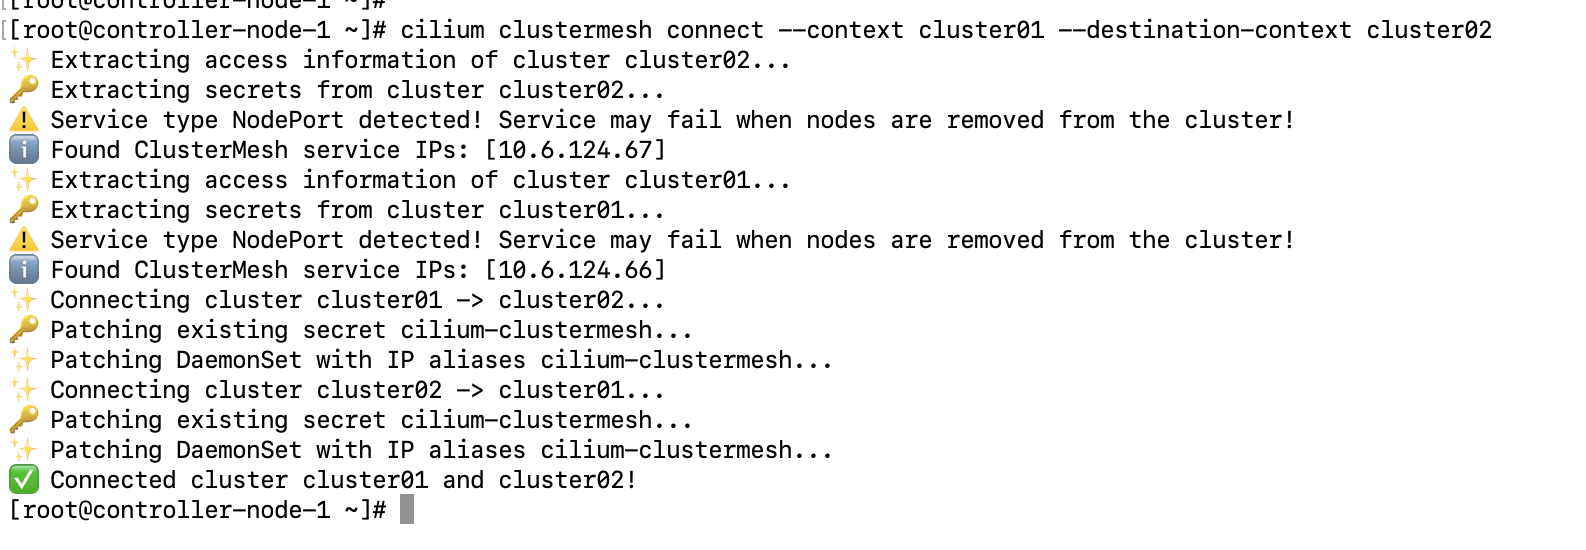 [[root@controller-node-1 ~]#
[[root@controller-node-1 ~]# cilium clustermesh connect --context cluster01 --destination-context cluster02
✨ Extracting access information of cluster cluster02...
🔑 Extracting secrets from cluster cluster02...
⚠️ Service type NodePort detected! Service may fail when nodes are removed from the cluster!
ℹ️ Found ClusterMesh service IPs: [10.6.124.67]
✨ Extracting access information of cluster cluster01...
🔑 Extracting secrets from cluster cluster01...
⚠️ Service type NodePort detected! Service may fail when nodes are removed from the cluster!
ℹ️ Found ClusterMesh service IPs: [10.6.124.66]
✨ Connecting cluster cluster01 -> cluster02...
🔑 Patching existing secret cilium-clustermesh...
✨ Patching DaemonSet with IP aliases cilium-clustermesh...
✨ Connecting cluster cluster02 -> cluster01...
🔑 Patching existing secret cilium-clustermesh...
✨ Patching DaemonSet with IP aliases cilium-clustermesh...
✅ Connected cluster cluster01 and cluster02!
[root@controller-node-1 ~]#